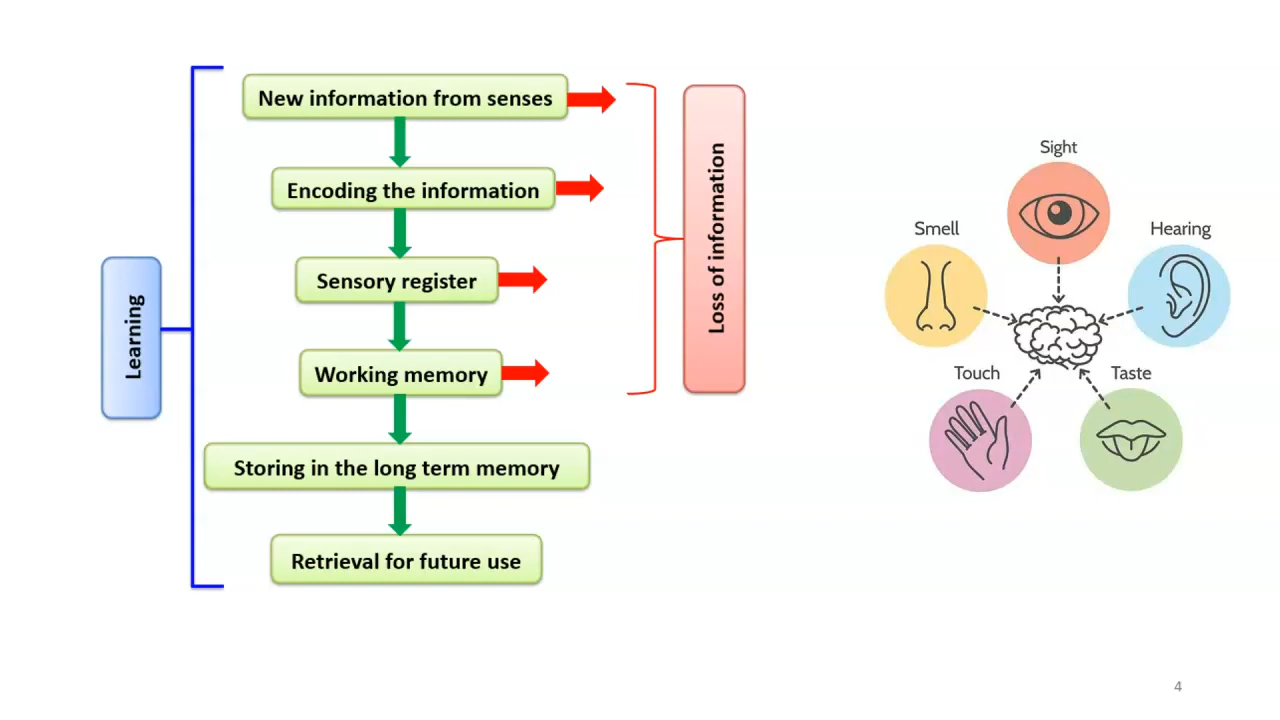 Learning
New information from senses
Encoding the information
Sensory register
Working memory
Storing in the long term memory
Retrieval for future use
Loss of information
Sight
Smell
Hearing
Touch
Taste
4